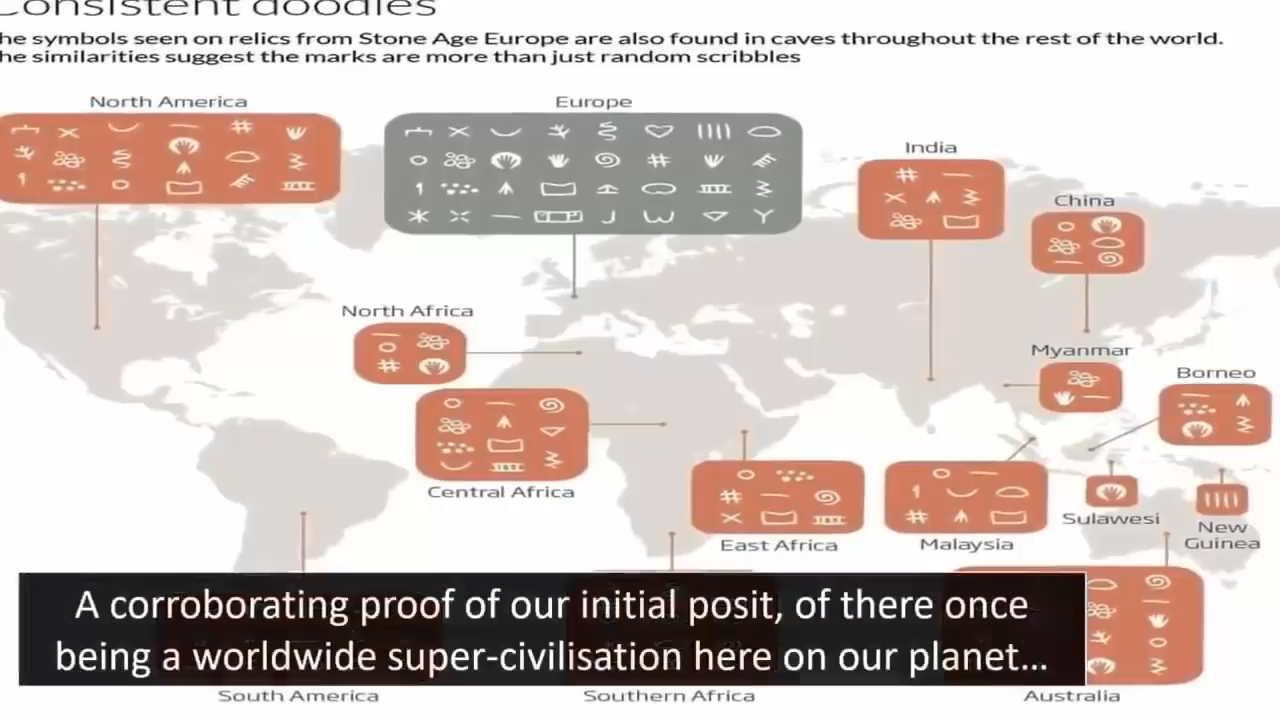 Consistent doodles
he symbols seen on relics from Stone Age Europe are also found in caves throughout the rest of the world.
he similarities suggest the marks are more than just random scribbles
North America
Europe
India
China
North Africa
Myanmar
Borneo
Central Africa
Sulawesi
New
Guinea
East Africa
Malaysia
A corroborating proof of our initial posit, of there once
being a worldwide super-civilisation here on our planet...
South America
Southern Africa
Australia